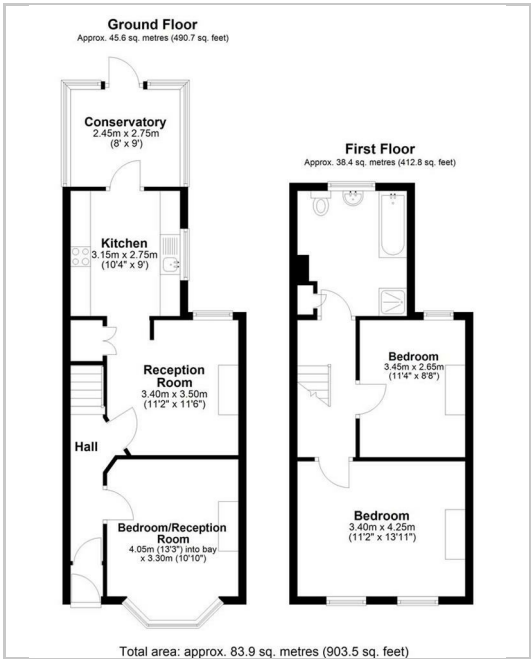 Ground Floor
Approx. 45.6 sq. metres (490.7 sq. feet)
Conservatory
2.45m x 2.75m
(8' x 9')
Kitchen
3.15m x 2.75m
(10'4" x 9')
Reception
Room
3.40m x 3.50m
(11'2" x 11'6")
Hall
Bedroom/Reception
Room
4.05m (13'3") into bay
x 3.30m (10'10")
First Floor
Approx. 38.4 sq. metres (412.8 sq. feet)
Bedroom
3.45m x 2.65m
(11'4" x 8'8")
Bedroom
3.40m x 4.25m
(11'2" x 13'11")
Total area: approx. 83.9 sq. metres (903.5 sq. feet)